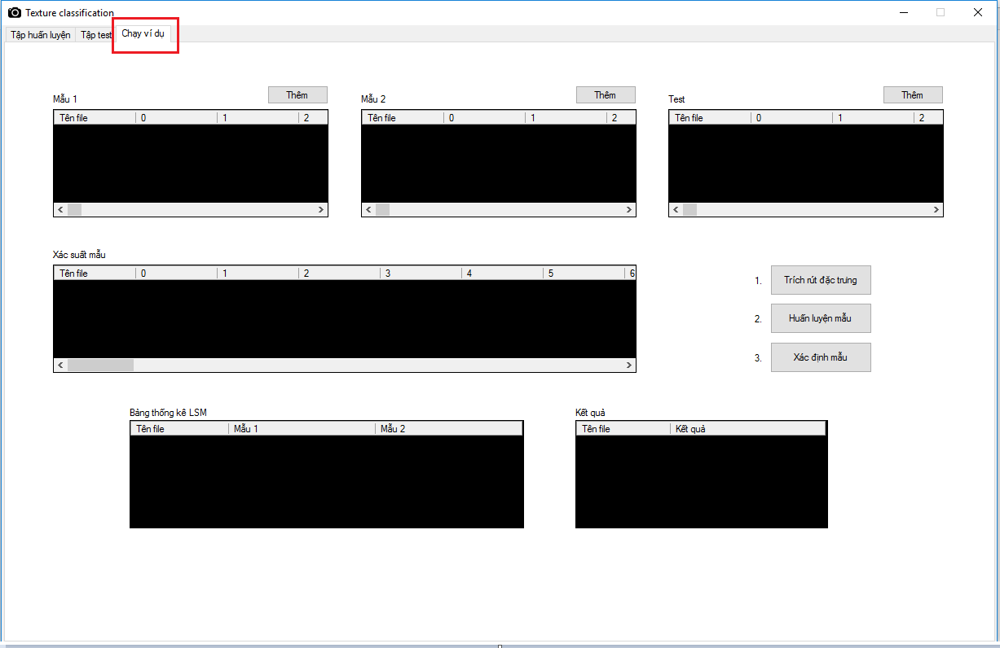 Texture classification
Tập huấn luyện Tập test Chạy ví dụ
Thêm Thêm Thêm
Mẫu 1 Mẫu 2 Test
Tên file 0 1 2 Tên file 0 1 2 Tên file 0 1 2
Xác suất mẫu
Tên file 0 1 2 3 4 5 6
1. Trích rút đặc trưng
2. Huấn luyện mẫu
3. Xác định mẫu
Bảng thống kê LSM Kết quả
Tên file Mẫu 1 Mẫu 2 Tên file Kết quả